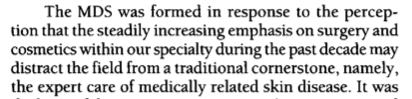 The MDS was formed in response to the percep-
tion that the steadily increasing emphasis on surgery and
cosmetics within our specialty during the past decade may
distract the field from a traditional cornerstone, namely,
the expert care of medically related skin disease. It was